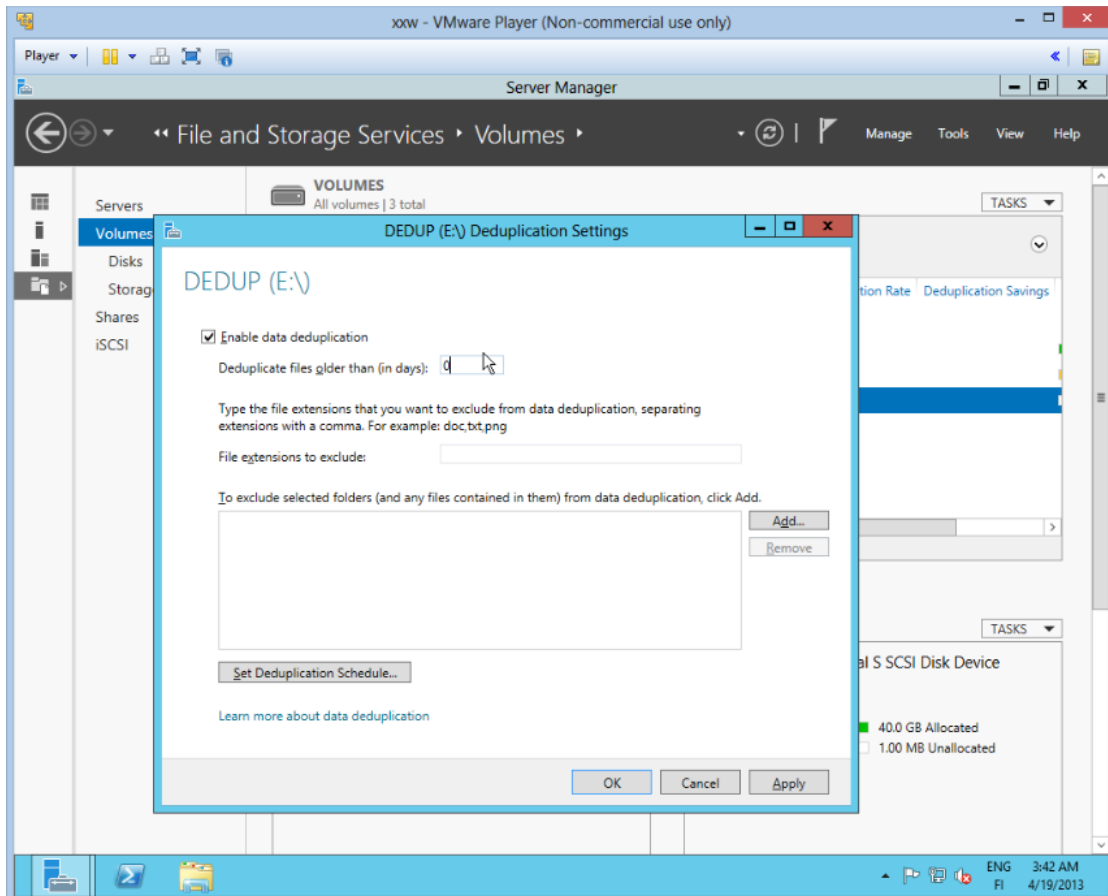 xxw - VMware Player (Non-commercial use only)
Player
Server Manager
File and Storage Services Volumes
Manage Tools View Help
VOLUMES
All volumes | 3 total
TASKS
Servers
Volumes
Disks
Storag
Shares
iSCSI
tion Rate Deduplication Savings
DEDUP (E:\) Deduplication Settings
DEDUP (E:\)
Enable data deduplication
Deduplicate files older than (in days): 0
Type the file extensions that you want to exclude from data deduplication, separating
extensions with a comma. For example: doc,txt,png
File extensions to exclude:
To exclude selected folders (and any files contained in them) from data deduplication, click Add.
Add...
Remove
Set Deduplication Schedule...
Learn more about data deduplication
OK Cancel Apply
TASKS
al S SCSI Disk Device
40.0 GB Allocated
1.00 MB Unallocated
ENG 3:42 AM
FI 4/19/2013